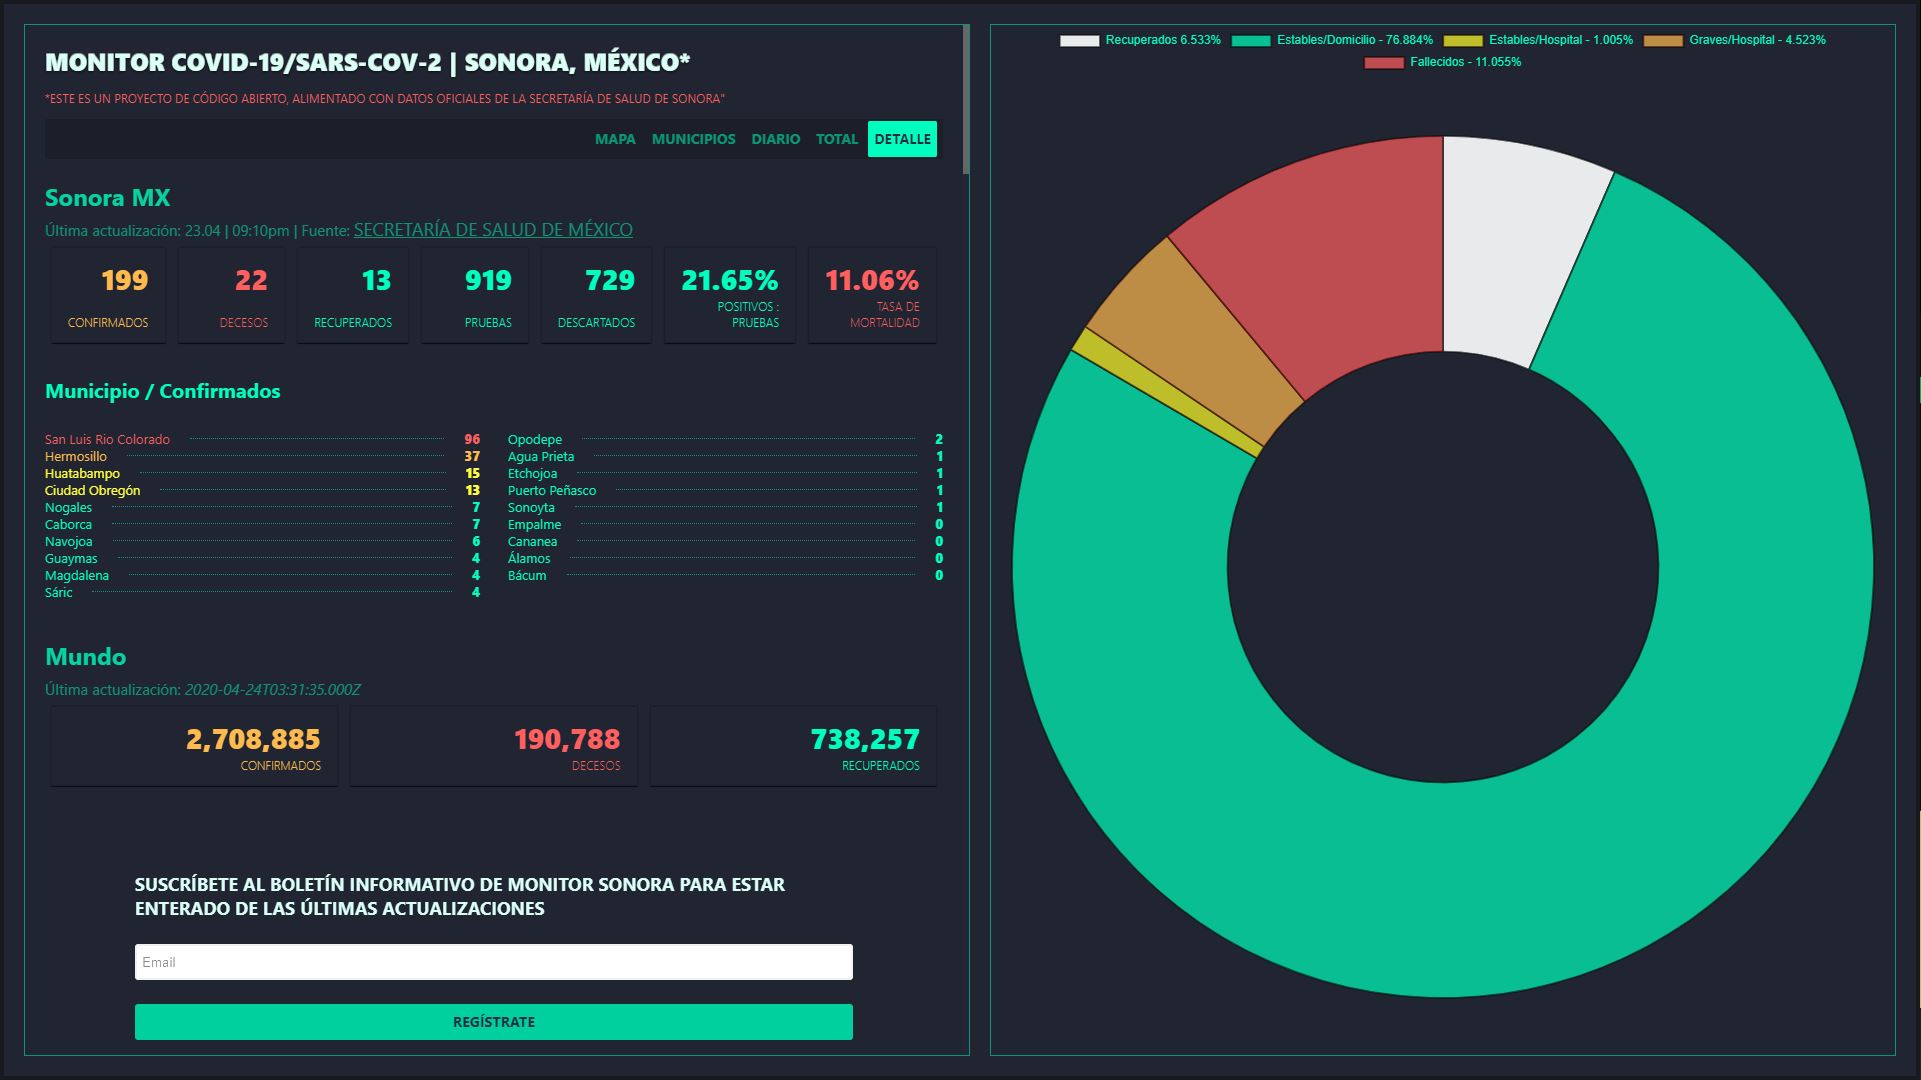 MONITOR COVID-19/SARS-COV-2 | SONORA, MÉXICO*
*ESTE ES UN PROYECTO DE CÓDIGO ABIERTO, ALIMENTADO CON DATOS OFICIALES DE LA SECRETARÍA DE SALUD DE SONORA"
MAPA MUNICIPIOS DIARIO TOTAL DETALLE
Sonora MX
Última actualización: 23.04 | 09:10pm | Fuente: SECRETARÍA DE SALUD DE MÉXICO
199
CONFIRMADOS
22
DECESOS
13
RECUPERADOS
919
PRUEBAS
729
DESCARTADOS
21.65%
POSITIVOS :
PRUEBAS
11.06%
TASA DE
MORTALIDAD
Municipio / Confirmados
San Luis Rio Colorado 96
Hermosillo 37
Huatabampo 15
Ciudad Obregón 13
Nogales 7
Caborca 7
Navojoa 6
Guaymas 4
Magdalena 4
Sáric 4
Opodepe 2
Agua Prieta 1
Etchojoa 1
Puerto Peñasco 1
Sonoyta 1
Empalme 0
Cananea 0
Álamos 0
Bácum 0
Mundo
Última actualización: 2020-04-24T03:31:35.000Z
2,708,885
CONFIRMADOS
190,788
DECESOS
738,257
RECUPERADOS
SUSCRÍBETE AL BOLETÍN INFORMATIVO DE MONITOR SONORA PARA ESTAR
ENTERADO DE LAS ÚLTIMAS ACTUALIZACIONES
Email
REGÍSTRATE
Recuperados 6.533% Estables/Domicilio - 76.884% Estables/Hospital - 1.005% Graves/Hospital - 4.523%
Fallecidos - 11.055%